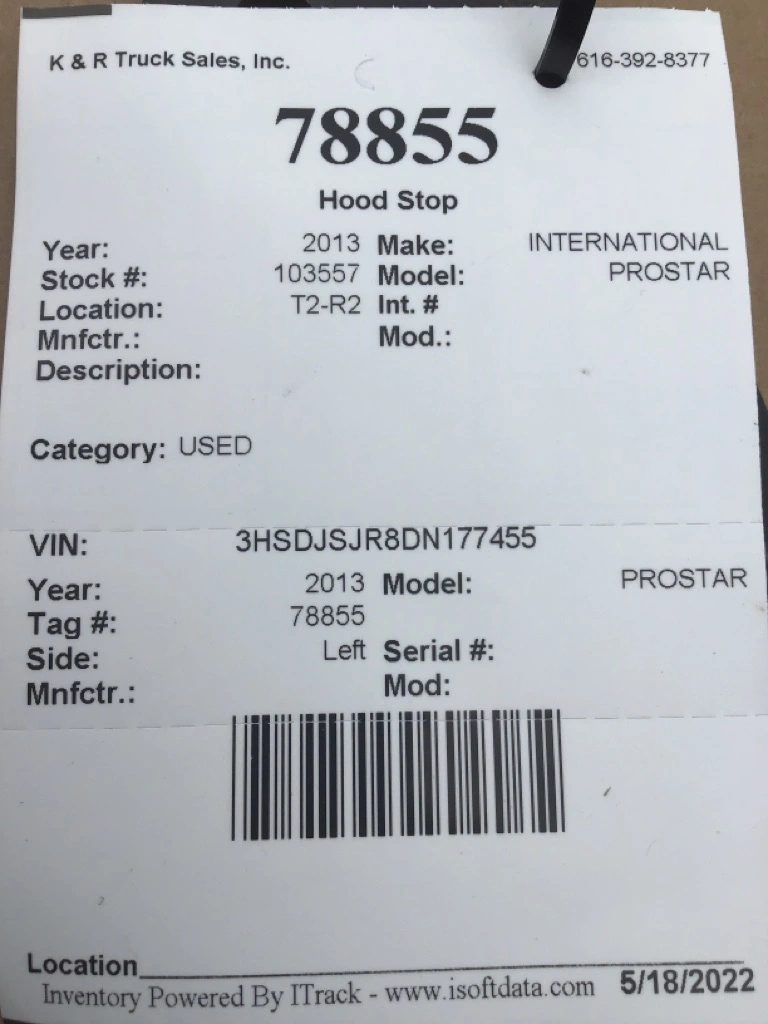 K & R Truck Sales, Inc. 616-392-8377
78855
Hood Stop
Year: 2013 Make: INTERNATIONAL
Stock #: 103557 Model: PROSTAR
Location: T2-R2 Int. #
Mnfctr.: Mod.:
Description:
Category: USED
VIN: 3HSDJSJR8DN177455
Year: 2013 Model: PROSTAR
Tag #: 78855
Side: Left Serial #:
Mnfctr.: Mod:
Location
Inventory Powered By ITrack - www.isoftdata.com 5/18/2022